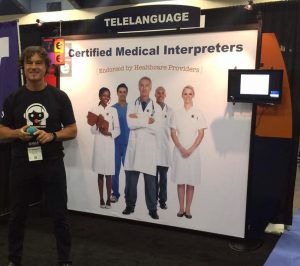 TELELANGUAGE
Certified Medical Interpreters
Endorsed by Healthcare Providers